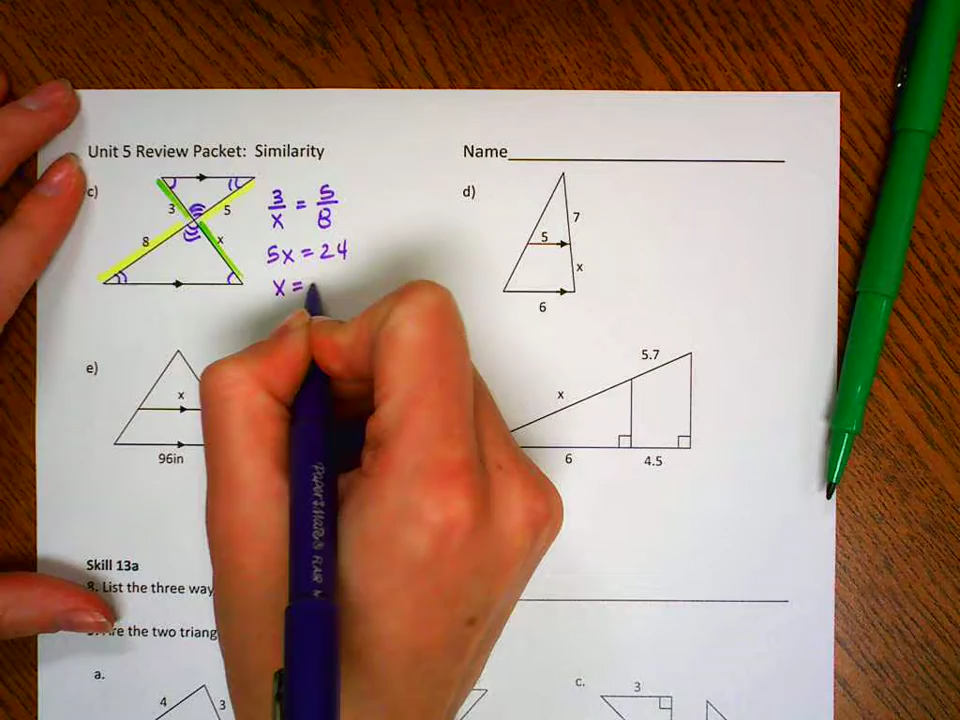 Unit 5 Review Packet: Similarity
Name
c)
3
5
8
x
3/x = 5/8
5x = 24
x =
d)
7
5
x
6
e)
x
96in
5.7
x
6
4.5
Skill 13a
8. List the three way
Are the two triang
a.
4
3
c.
3